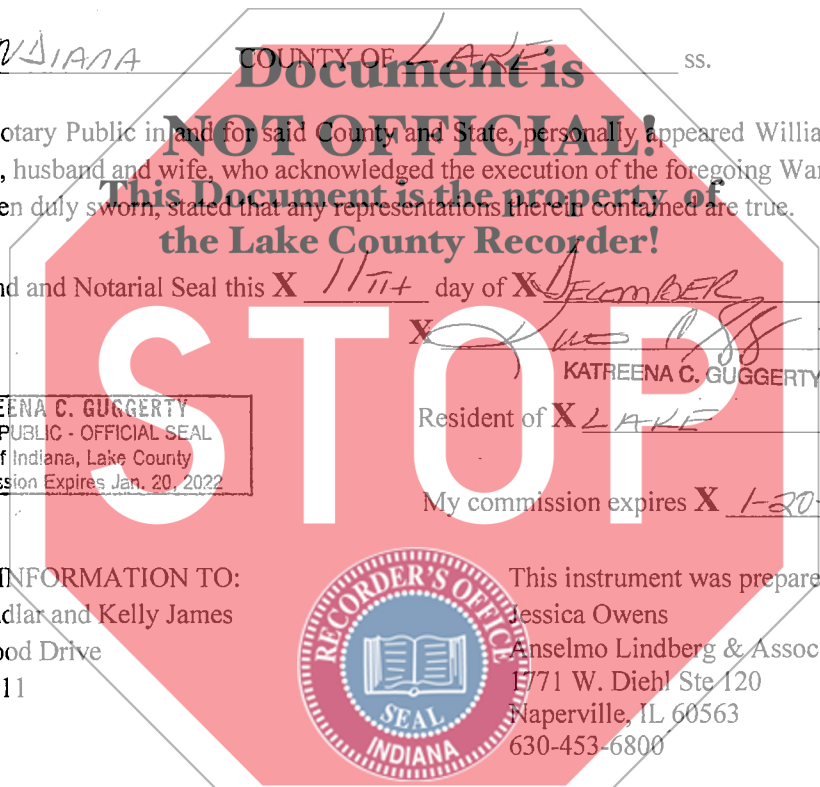 NDIANA COUNTY OF LAKE ss.
Document is
otary Public in and for said County and State, personally appeared Willia
NOT OFFICIAL!
, husband and wife, who acknowledged the execution of the foregoing War
This Document is the property of
en duly sworn, stated that any representations therein contained are true.
the Lake County Recorder!
nd and Notarial Seal this X 11TH day of X DECEMBER
X
KATREENA C. GUGGERTY
STOP
EENA C. GUGGERTY
PUBLIC - OFFICIAL SEAL
f Indiana, Lake County
ssion Expires Jan. 20, 2022
Resident of X LAKE
My commission expires X 1-20-
INFORMATION TO:
dlar and Kelly James
ood Drive
11
This instrument was prepare
Jessica Owens
Anselmo Lindberg & Assoc
1771 W. Diehl Ste 120
Naperville, IL 60563
630-453-6800
RECORDER'S OFFICE
SEAL
INDIANA